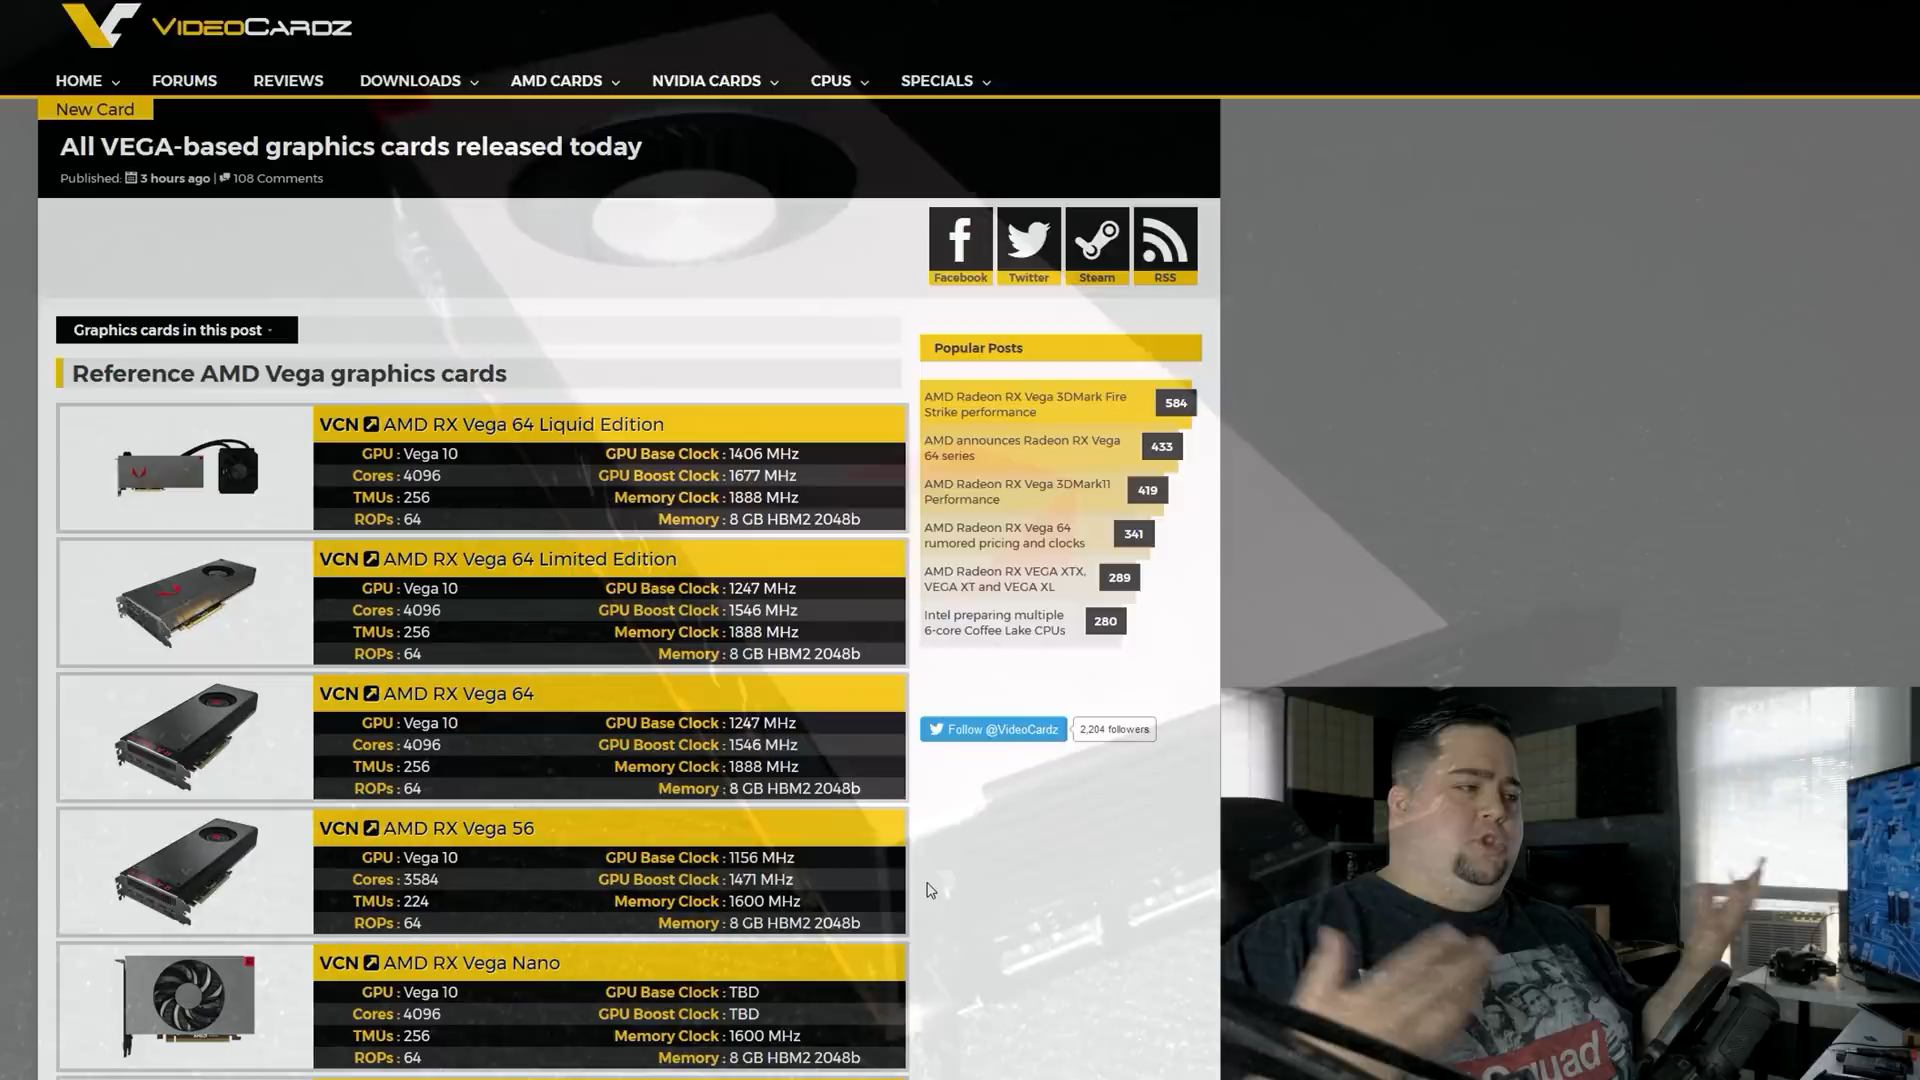 VIDEOCARDZ
HOME FORUMS REVIEWS DOWNLOADS AMD CARDS NVIDIA CARDS CPUS SPECIALS
New Card
All VEGA-based graphics cards released today
Published: 3 hours ago | 108 Comments
Facebook Twitter Steam RSS
Graphics cards in this post
Reference AMD Vega graphics cards
VCN AMD RX Vega 64 Liquid Edition
GPU : Vega 10 GPU Base Clock : 1406 MHz
Cores : 4096 GPU Boost Clock : 1677 MHz
TMUs : 256 Memory Clock : 1888 MHz
ROPs : 64 Memory : 8 GB HBM2 2048b
VCN AMD RX Vega 64 Limited Edition
GPU : Vega 10 GPU Base Clock : 1247 MHz
Cores : 4096 GPU Boost Clock : 1546 MHz
TMUs : 256 Memory Clock : 1888 MHz
ROPs : 64 Memory : 8 GB HBM2 2048b
VCN AMD RX Vega 64
GPU : Vega 10 GPU Base Clock : 1247 MHz
Cores : 4096 GPU Boost Clock : 1546 MHz
TMUs : 256 Memory Clock : 1888 MHz
ROPs : 64 Memory : 8 GB HBM2 2048b
VCN AMD RX Vega 56
GPU : Vega 10 GPU Base Clock : 1156 MHz
Cores : 3584 GPU Boost Clock : 1471 MHz
TMUs : 224 Memory Clock : 1600 MHz
ROPs : 64 Memory : 8 GB HBM2 2048b
VCN AMD RX Vega Nano
GPU : Vega 10 GPU Base Clock : TBD
Cores : 4096 GPU Boost Clock : TBD
TMUs : 256 Memory Clock : 1600 MHz
ROPs : 64 Memory : 8 GB HBM2 2048b
Popular Posts
AMD Radeon RX Vega 3DMark Fire
Strike performance
584
AMD announces Radeon RX Vega
64 series
433
AMD Radeon RX Vega 3DMark11
Performance
419
AMD Radeon RX Vega 64
rumored pricing and clocks
341
AMD Radeon RX VEGA XTX,
VEGA XT and VEGA XL
289
Intel preparing multiple
6-core Coffee Lake CPUs
280
Follow @VideoCardz 2,204 followers